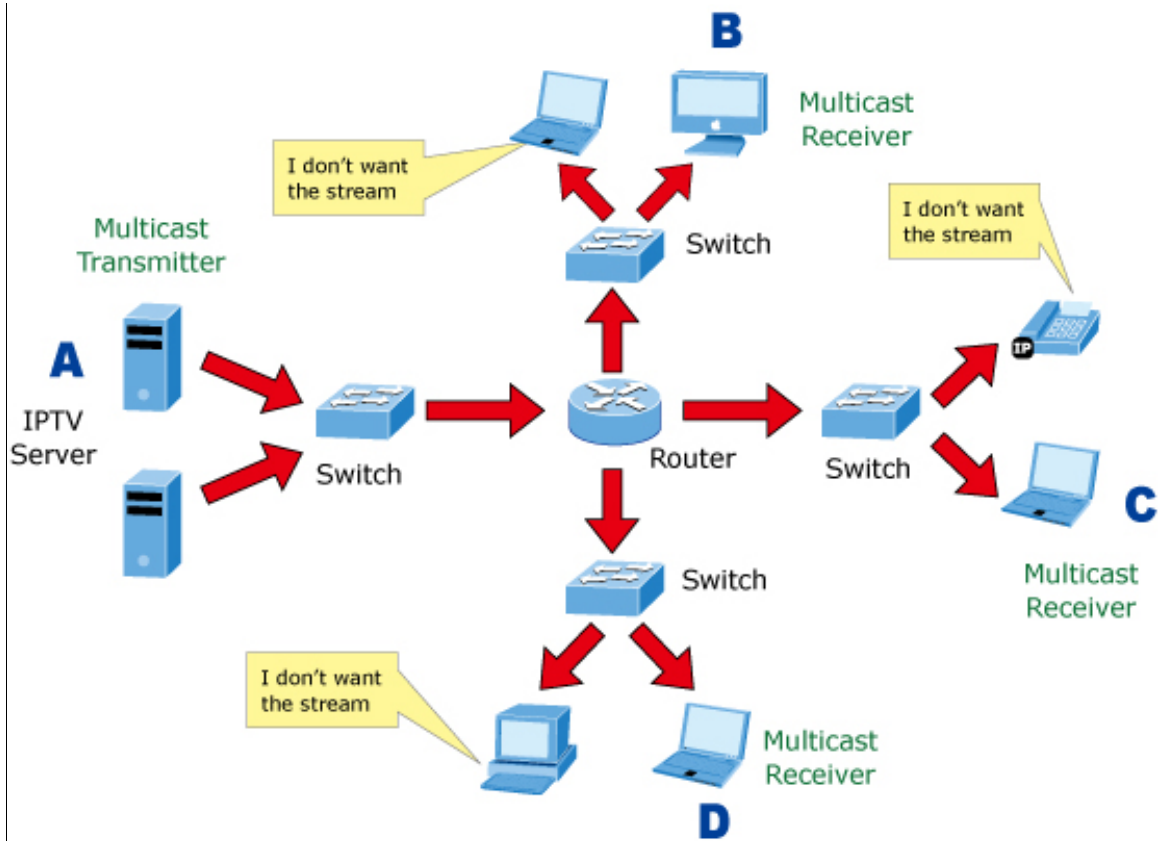 B
Multicast
Receiver
I don't want
the stream
I don't want
the stream
Switch
Multicast
Transmitter
A
IPTV
Server
Switch
Router
Switch
IP
C
Multicast
Receiver
Switch
I don't want
the stream
Multicast
Receiver
D